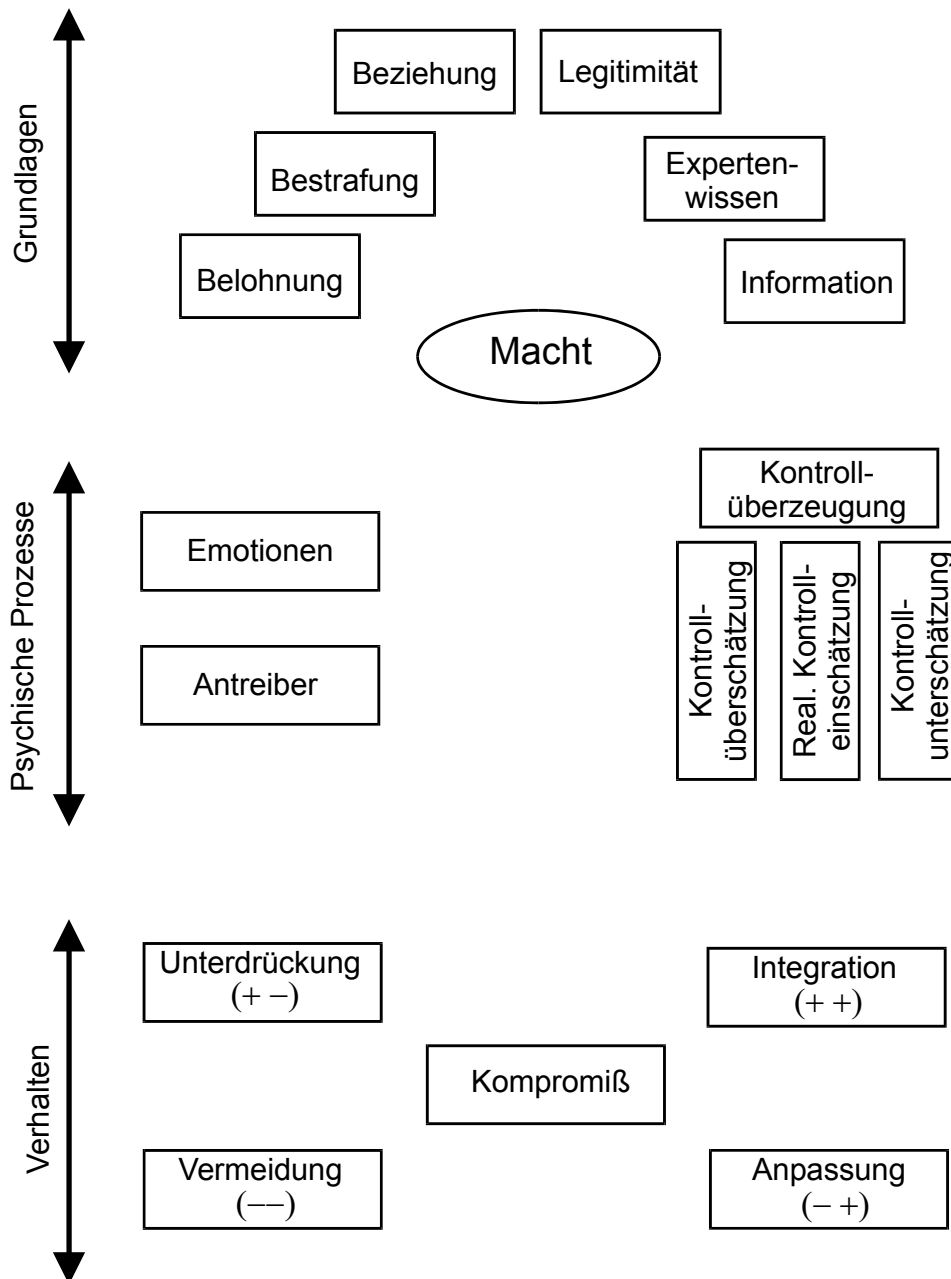 Grundlagen
Beziehung
Legitimität
Bestrafung
Experten-
wissen
Belohnung
Information
Macht
Psychische Prozesse
Kontroll-
überzeugung
Emotionen
Antreiber
Kontroll-
überschätzung
Real. Kontroll-
einschätzung
Kontroll-
unterschätzung
Verhalten
Unterdrückung
(+ −)
Integration
(+ +)
Kompromiß
Vermeidung
(−−)
Anpassung
(− +)